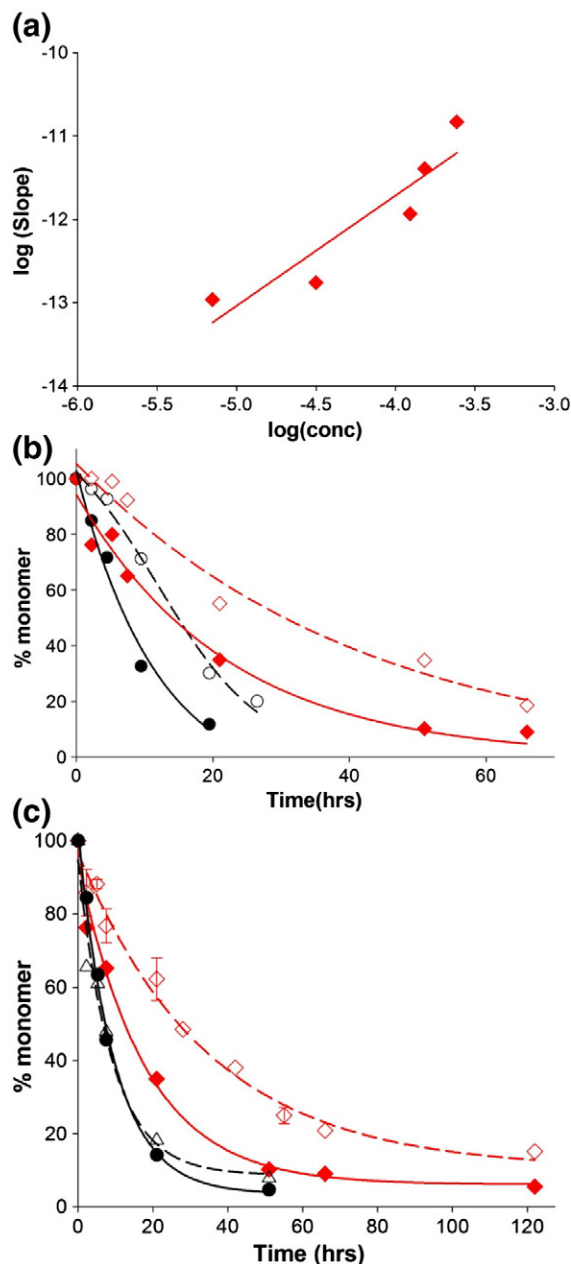 (a)
-10
-11
-12
-13
-14
log (Slope)
-6.0 -5.5 -5.0 -4.5 -4.0 -3.5 -3.0
log(conc)
(b)
100
80
60
40
20
0
% monomer
0 20 40 60
Time(hrs)
(c)
100
80
60
40
20
0
% monomer
0 20 40 60 80 100 120
Time (hrs)